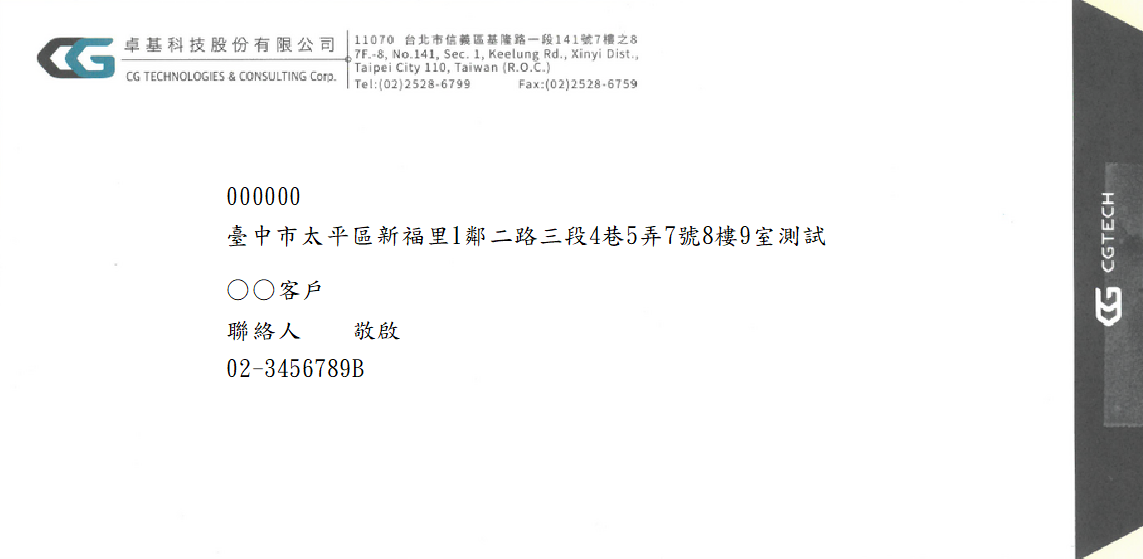 CG
卓基科技股份有限公司
CG TECHNOLOGIES & CONSULTING Corp.
11070 台北市信義區基隆路一段141號7樓之8
7F.-8, No.141, Sec. 1, Keelung Rd., Xinyi Dist.,
Taipei City 110, Taiwan (R.O.C.)
Tel:(02)2528-6799 Fax:(02)2528-6759
000000
臺中市太平區新福里1鄰二路三段4巷5弄7號8樓9室測試
〇〇客戶
聯絡人 敬啟
02-3456789B
CG CGTECH